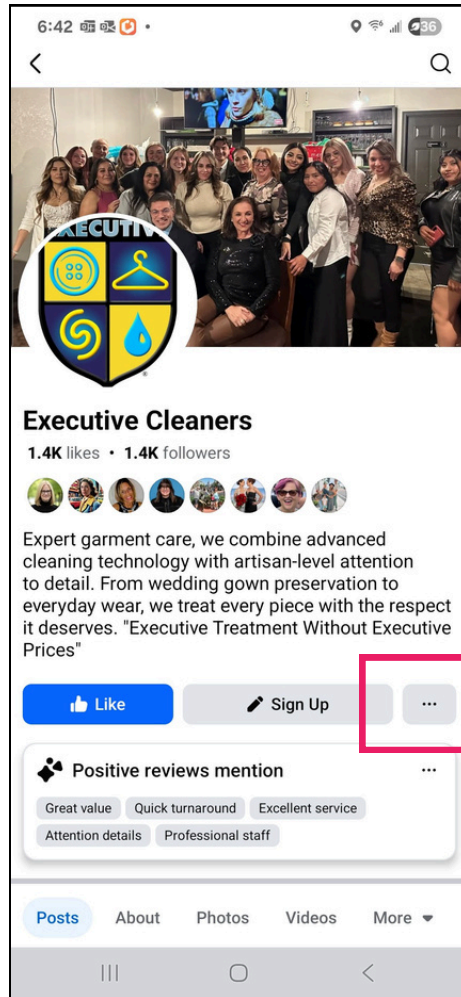 6:42
36
EXECUTIV
Executive Cleaners
1.4K likes • 1.4K followers
Expert garment care, we combine advanced
cleaning technology with artisan-level attention
to detail. From wedding gown preservation to
everyday wear, we treat every piece with the respect
it deserves. "Executive Treatment Without Executive
Prices"
Like Sign Up ...
Positive reviews mention ...
Great value Quick turnaround Excellent service
Attention details Professional staff
Posts About Photos Videos More